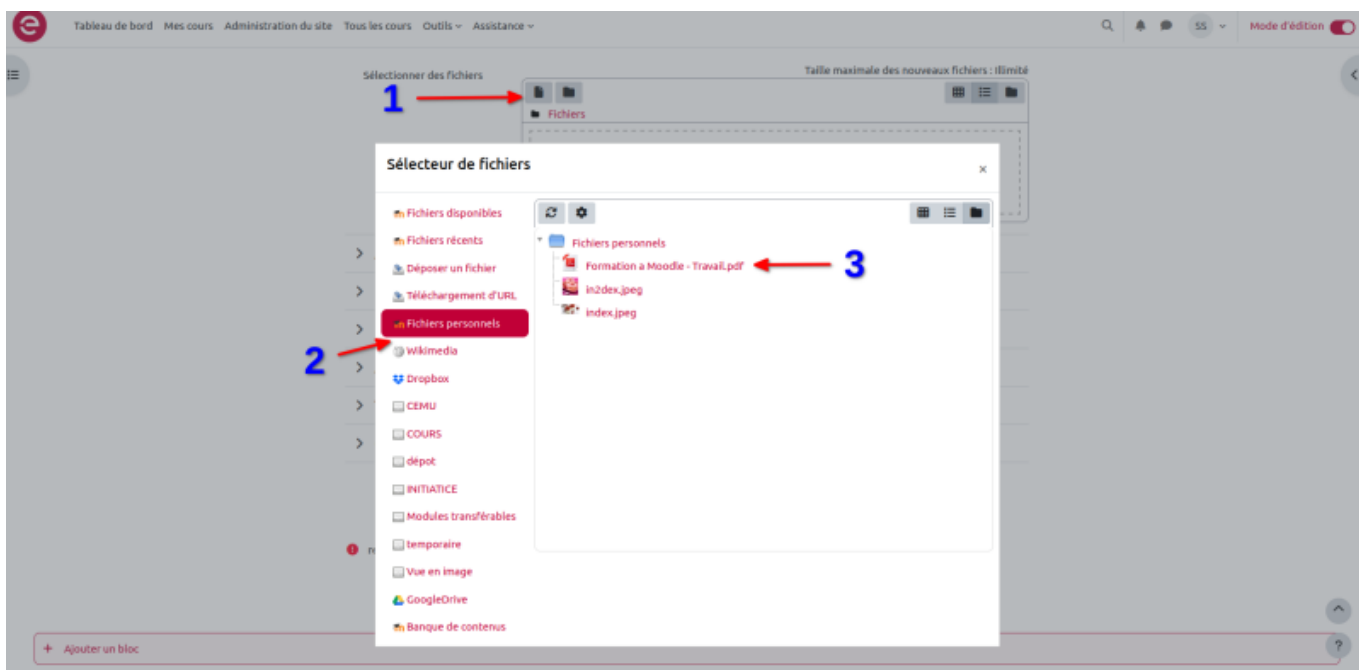 e
Tableau de bord Mes cours Administration du site Tous les cours Outils Assistance
SS
Mode d'édition
Sélectionner des fichiers
Taille maximale des nouveaux fichiers : Illimité
1
Fichiers
Sélecteur de fichiers
×
Fichiers disponibles
Fichiers récents
Déposer un fichier
Téléchargement d'URL
Fichiers personnels
Wikimedia
Dropbox
CEMU
COURS
dépot
INITIATICE
Modules transférables
temporaire
Vue en image
GoogleDrive
Banque de contenus
2
Fichiers personnels
Formation a Moodle - Travail.pdf
3
in2dex.jpeg
index.jpeg
+ Ajouter un bloc
?